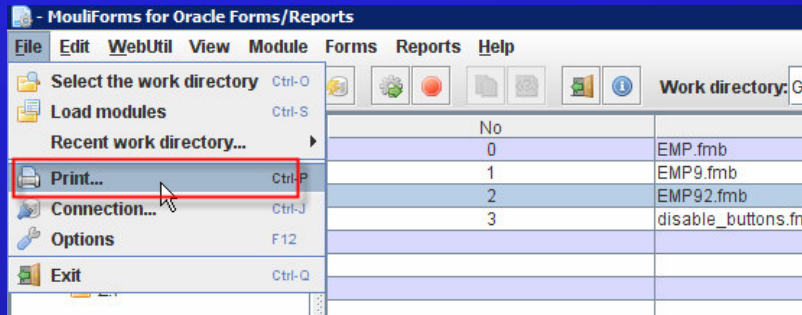 - MouliForms for Oracle Forms/Reports
File Edit WebUtil View Module Forms Reports Help
Select the work directory Ctrl-O
Work directory: G
Load modules Ctrl-S
Recent work directory...
No
0 EMP.fmb
Print... Ctrl-P
1 EMP9.fmb
2 EMP92.fmb
Connection... Ctrl-J
3 disable_buttons.fm
Options F12
Exit Ctrl-Q